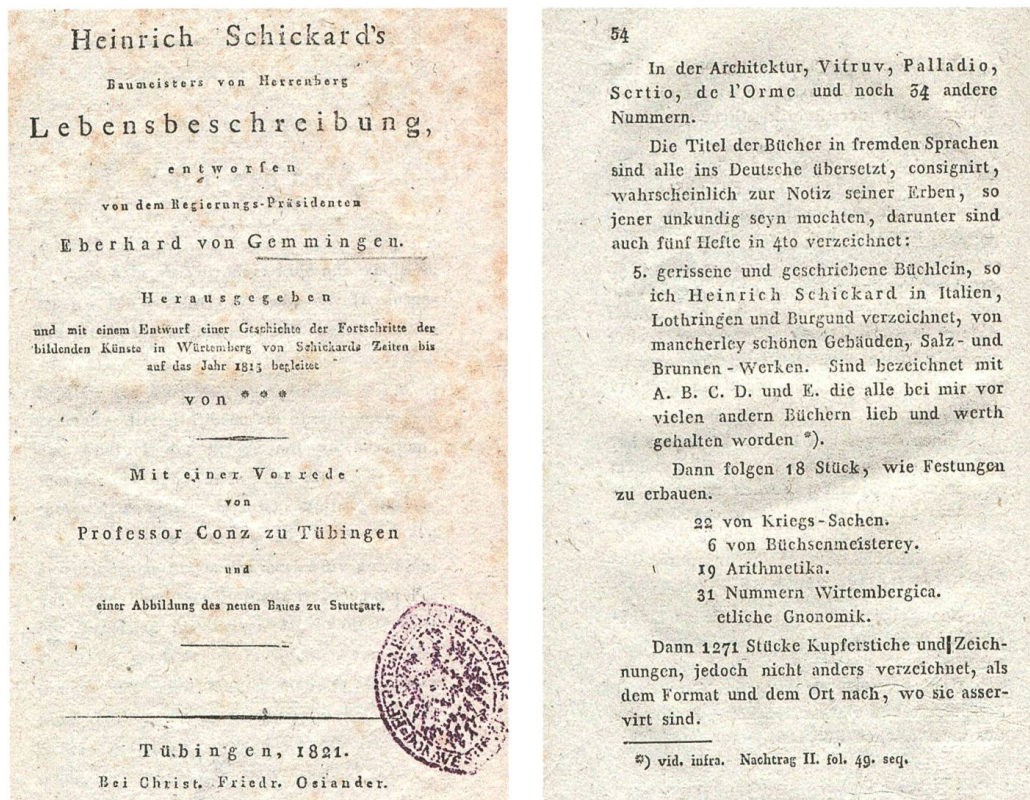 Heinrich Schickard's
Baumeisters von Herrenberg
Lebensbeschreibung,
entworfen
von dem Regierungs-Präsidenten
Eberhard von Gemmingen.
Herausgegeben
und mit einem Entwurf einer Geschichte der Fortschritte der
bildenden Künste in Würtemberg von Schickards Zeiten bis
auf das Jahr 1815 begleitet
von ***
Mit einer Vorrede
von
Professor Conz zu Tübingen
und
einer Abbildung des neuen Baues zu Stuttgart.
Tübingen, 1821.
Bei Christ. Friedr. Osiander.
54
In der Architektur, Vitruv, Palladio,
Sertio, de l'Orme und noch 34 andere
Nummern.
Die Titel der Bücher in fremden Sprachen
sind alle ins Deutsche übersetzt, consignirt,
wahrscheinlich zur Notiz seiner Erben, so
jener unkundig seyn mochten, darunter sind
auch fünf Hefte in 4to verzeichnet:
5. gerissene und geschriebene Büchlein, so
ich Heinrich Schickard in Italien,
Lothringen und Burgund verzeichnet, von
mancherley schönen Gebäuden, Salz- und
Brunnen-Werken. Sind bezeichnet mit
A. B. C. D. und E. die alle bei mir vor
vielen andern Büchern lieb und werth
gehalten worden *).
Dann folgen 18 Stück, wie Festungen
zu erbauen.
22 von Kriegs-Sachen.
6 von Büchsenmeisterey.
19 Arithmetika.
31 Nummern Wirtembergica.
etliche Gnonomik.
Dann 1271 Stücke Kupferstiche und Zeich-
nungen, jedoch nicht anders verzeichnet, als
dem Format und dem Ort nach, wo sie asser-
virt sind.
*) vid. infra. Nachtrag II. fol. 49. seq.